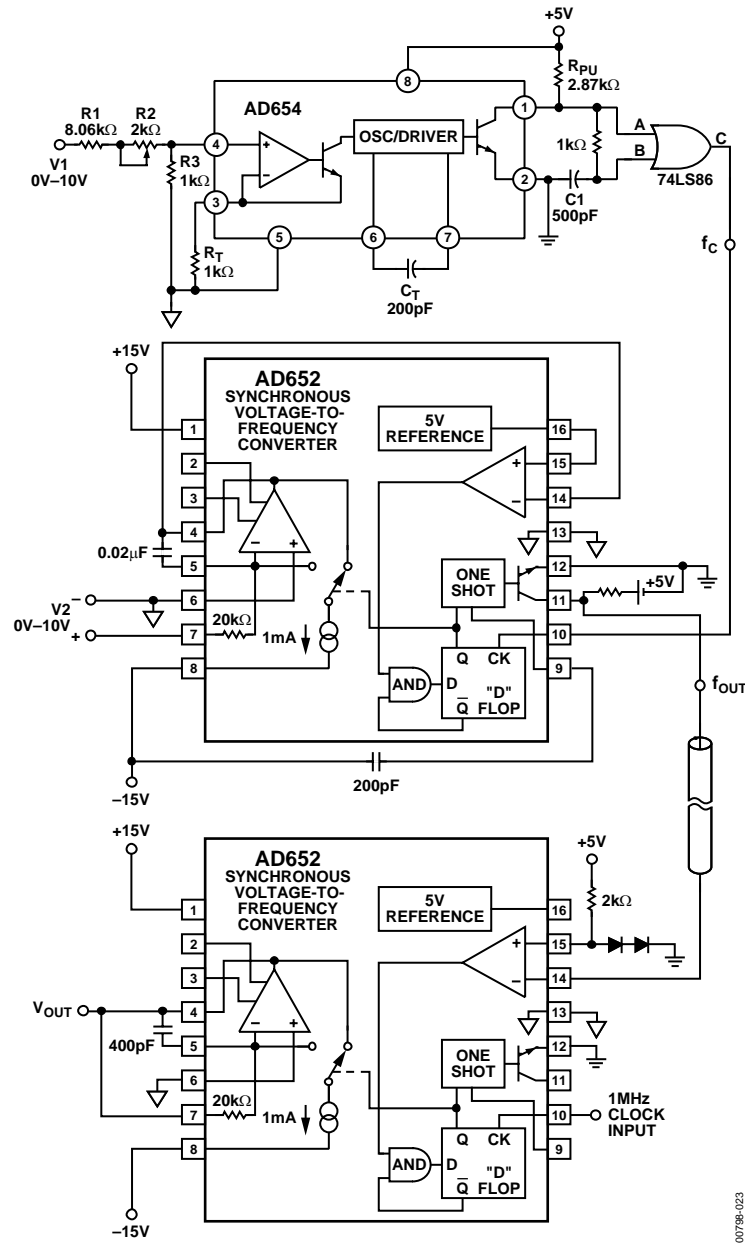 +5V
R1
8.06kΩ
R2
2kΩ
V1
0V–10V
R3
1kΩ
RT
1kΩ
AD654
OSC/DRIVER
8
4
3
5
6
7
1
2
CT
200pF
RPU
2.87kΩ
1kΩ
C1
500pF
A
B
C
74LS86
fC
+15V
AD652
SYNCHRONOUS
VOLTAGE-TO-
FREQUENCY
CONVERTER
5V
REFERENCE
1
2
3
4
5
6
7
8
16
15
14
13
12
11
10
9
+
–
–
+
0.02μF
–
V2
0V–10V
+
20kΩ
1mA
ONE
SHOT
AND
Q
CK
D
"D"
Q
FLOP
+5V
fOUT
200pF
–15V
+15V
AD652
SYNCHRONOUS
VOLTAGE-TO-
FREQUENCY
CONVERTER
5V
REFERENCE
1
2
3
4
5
6
7
8
16
15
14
13
12
11
10
9
+
–
–
+
VOUT
400pF
20kΩ
1mA
ONE
SHOT
AND
Q
CK
D
"D"
Q
FLOP
+5V
2kΩ
1MHz
CLOCK
INPUT
–15V
00798-023